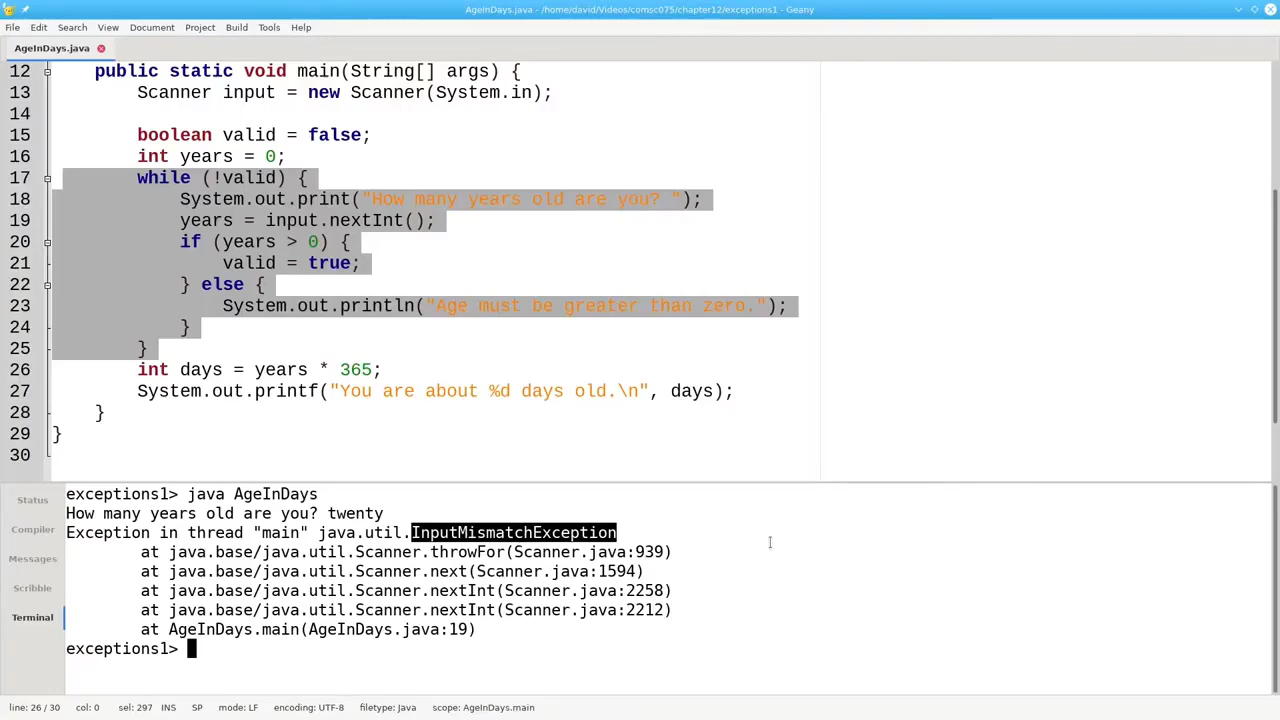 AgeInDays.java - /home/david/Videos/comsc075/chapter12/exceptions1 - Geany
File Edit Search View Document Project Build Tools Help
AgeInDays.java
12 public static void main(String[] args) {
13 Scanner input = new Scanner(System.in);
14
15 boolean valid = false;
16 int years = 0;
17 while (!valid) {
18 System.out.print("How many years old are you? ");
19 years = input.nextInt();
20 if (years > 0) {
21 valid = true;
22 } else {
23 System.out.println("Age must be greater than zero.");
24 }
25 }
26 int days = years * 365;
27 System.out.printf("You are about %d days old.\n", days);
28 }
29 }
30
Status
Compiler
Messages
Scribble
Terminal
exceptions1> java AgeInDays
How many years old are you? twenty
Exception in thread "main" java.util.InputMismatchException
at java.base/java.util.Scanner.throwFor(Scanner.java:939)
at java.base/java.util.Scanner.next(Scanner.java:1594)
at java.base/java.util.Scanner.nextInt(Scanner.java:2258)
at java.base/java.util.Scanner.nextInt(Scanner.java:2212)
at AgeInDays.main(AgeInDays.java:19)
exceptions1>
line: 26 / 30 col: 0 sel: 297 INS SP mode: LF encoding: UTF-8 filetype: Java scope: AgeInDays.main